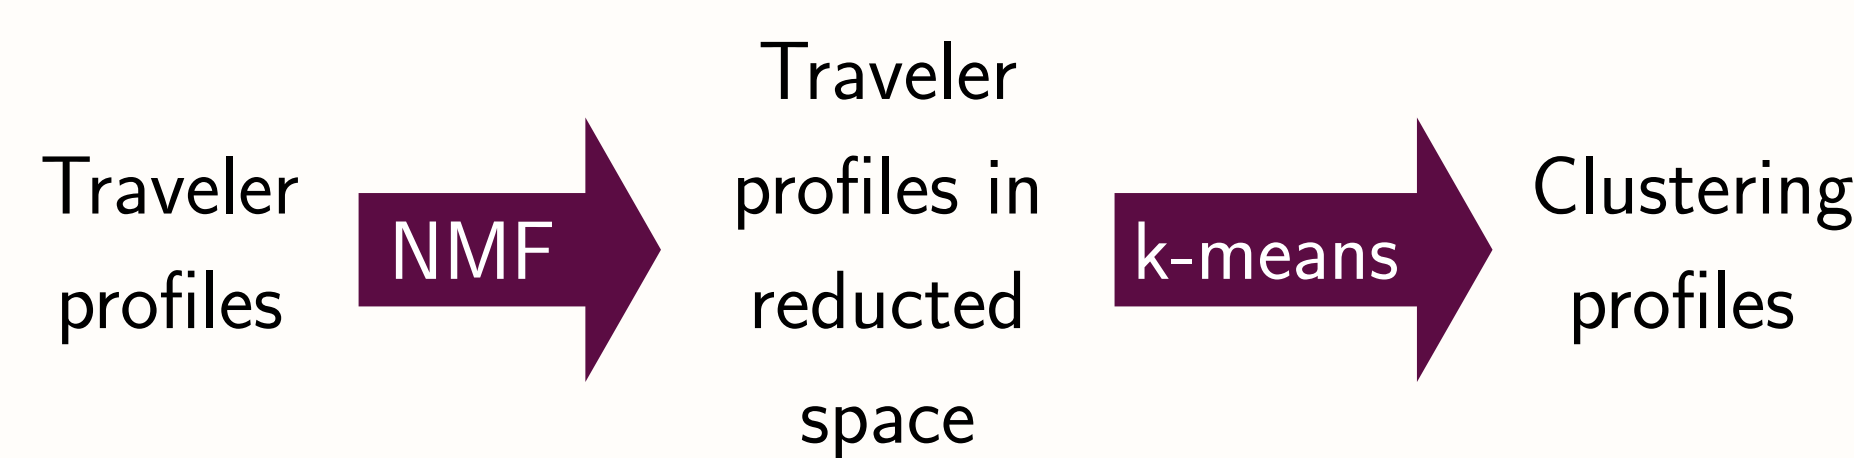 Traveler
profiles
NMF
Traveler
profiles in
reducted
space
k-means
Clustering
profiles